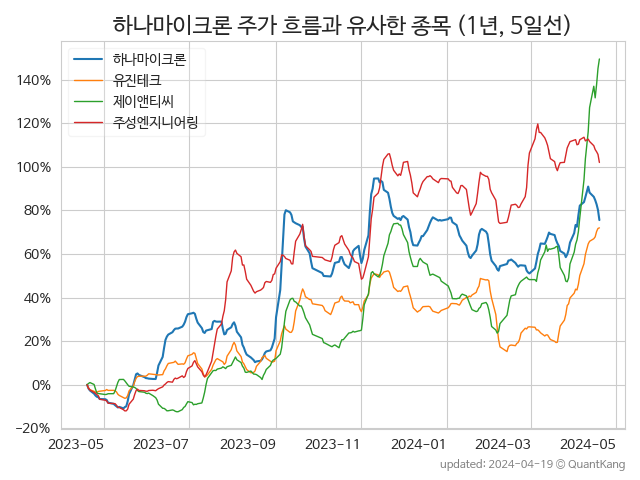 하나마이크론 주가 흐름과 유사한 종목 (1년, 5일선)
하나마이크론
유진테크
제이앤티씨
주성엔지니어링
140%
120%
100%
80%
60%
40%
20%
0%
−20%
2023-05 2023-07 2023-09 2023-11 2024-01 2024-03 2024-05
updated: 2024-04-19 © QuantKang